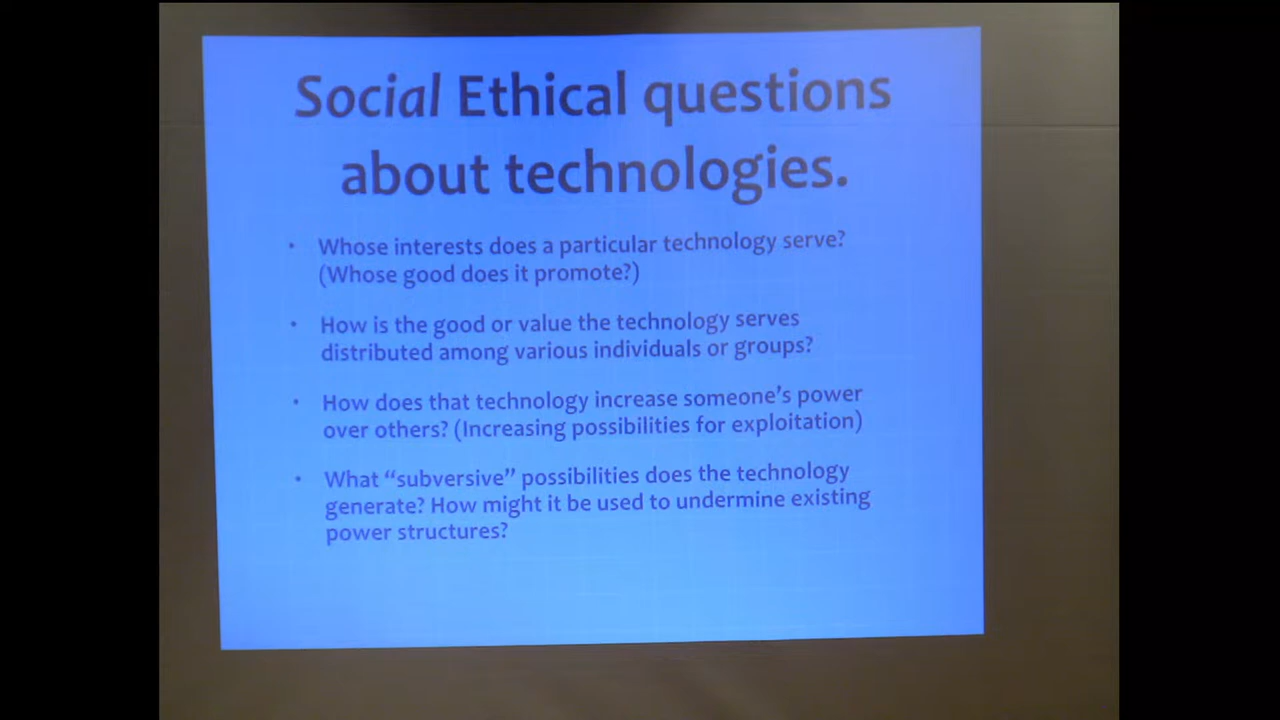 Social Ethical questions
about technologies.
• Whose interests does a particular technology serve?
(Whose good does it promote?)
• How is the good or value the technology serves
distributed among various individuals or groups?
• How does that technology increase someone’s power
over others? (Increasing possibilities for exploitation)
• What “subversive” possibilities does the technology
generate? How might it be used to undermine existing
power structures?